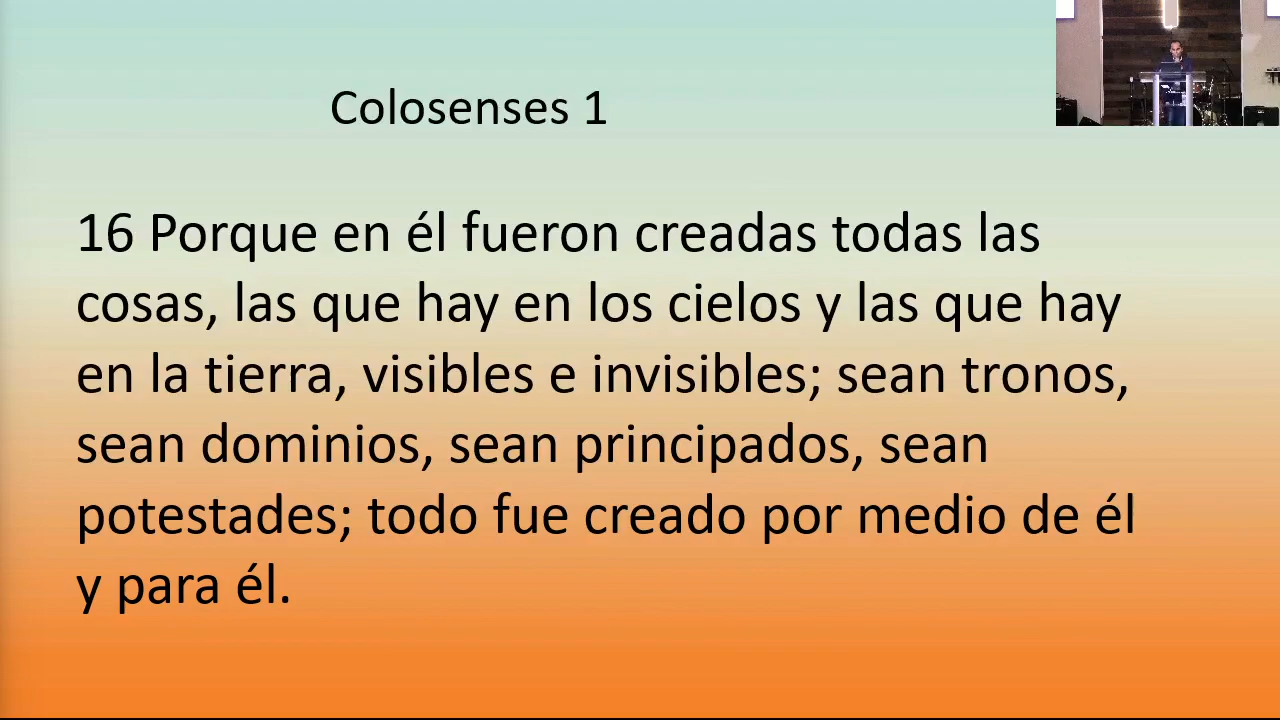 Colosenses 1
16 Porque en él fueron creadas todas las
cosas, las que hay en los cielos y las que hay
en la tierra, visibles e invisibles; sean tronos,
sean dominios, sean principados, sean
potestades; todo fue creado por medio de él
y para él.